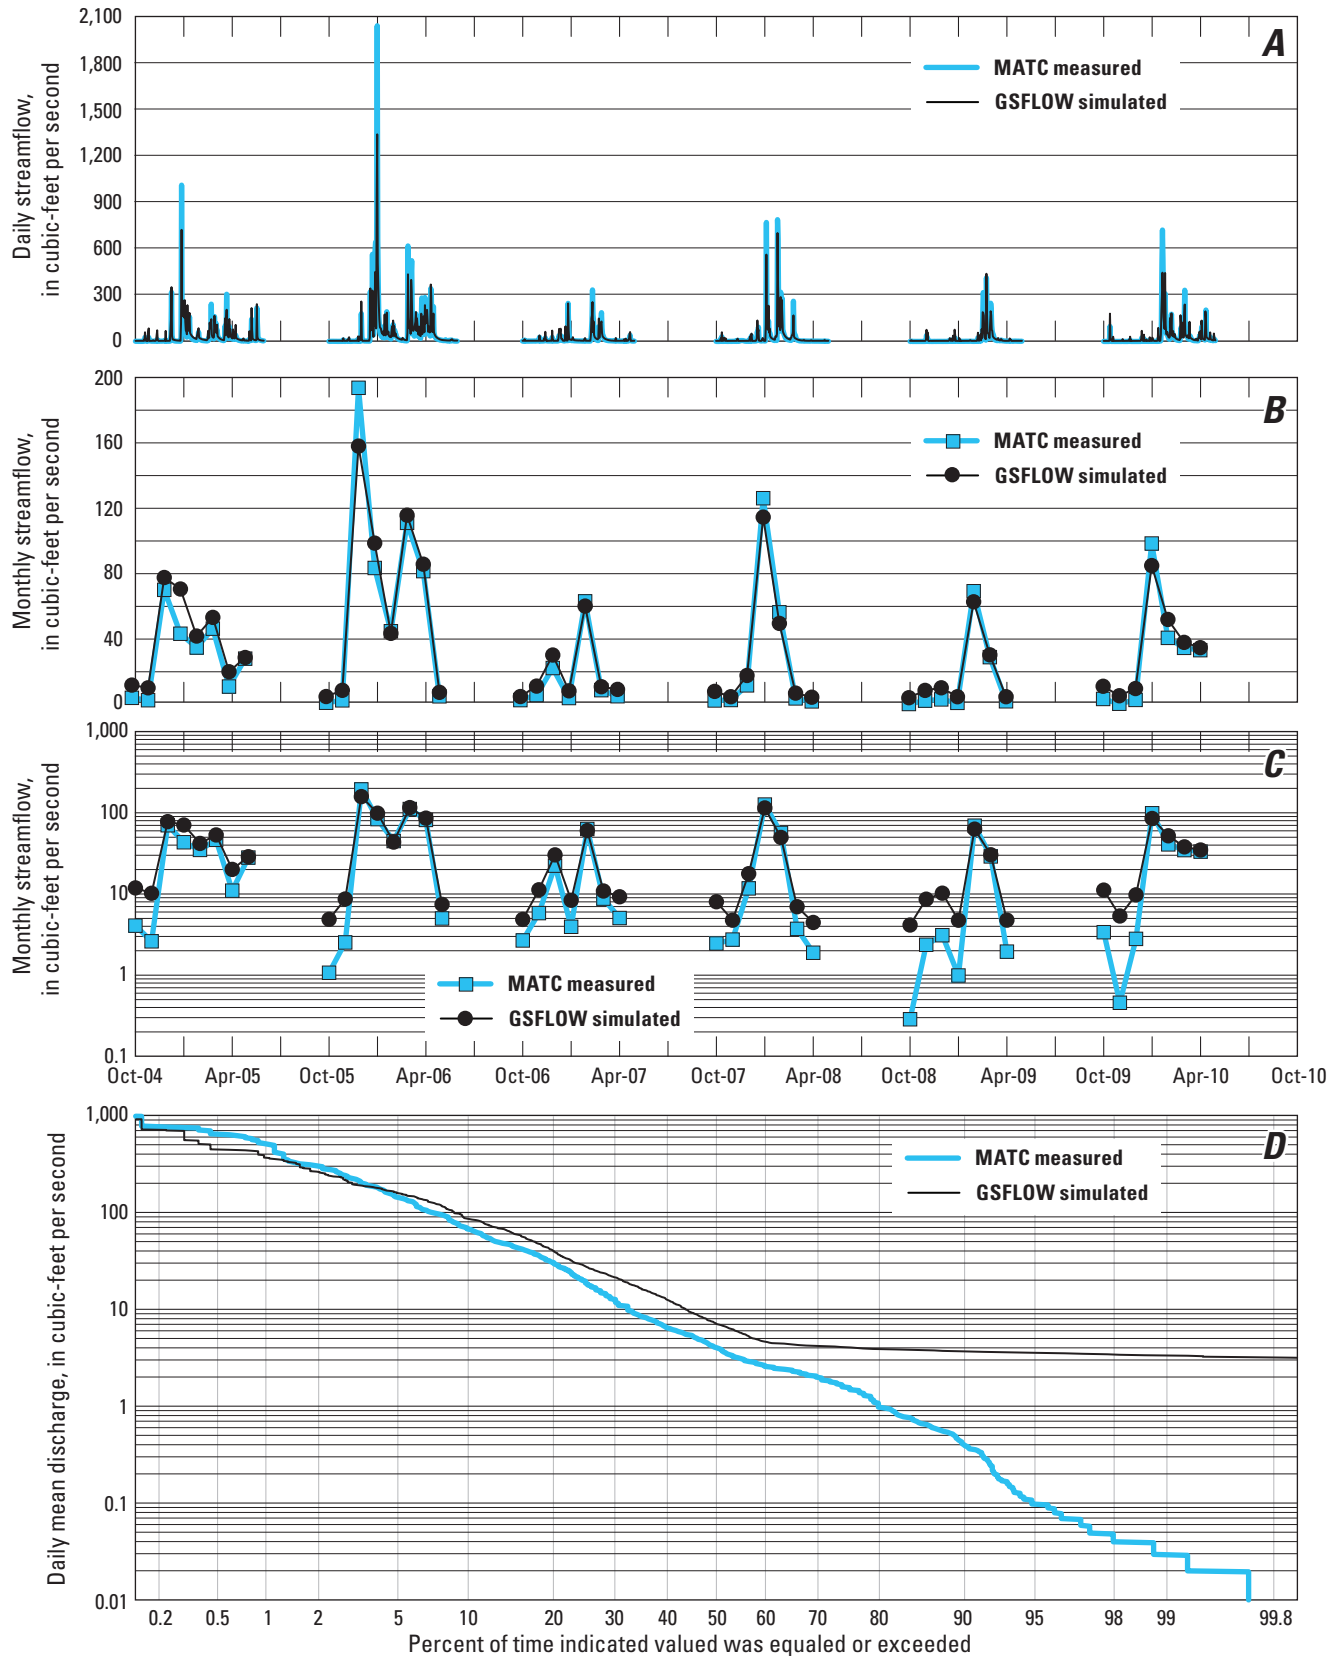 A
Daily streamflow,
in cubic-feet per second
2,100
1,800
1,500
1,200
900
600
300
0
MATC measured
GSFLOW simulated
B
Monthly streamflow,
in cubic-feet per second
200
160
120
80
40
0
MATC measured
GSFLOW simulated
C
Monthly streamflow,
in cubic-feet per second
1,000
100
10
1
0.1
MATC measured
GSFLOW simulated
Oct-04 Apr-05 Oct-05 Apr-06 Oct-06 Apr-07 Oct-07 Apr-08 Oct-08 Apr-09 Oct-09 Apr-10 Oct-10
D
Daily mean discharge, in cubic-feet per second
1,000
100
10
1
0.1
0.01
MATC measured
GSFLOW simulated
0.2 0.5 1 2 5 10 20 30 40 50 60 70 80 90 95 98 99 99.8
Percent of time indicated valued was equaled or exceeded